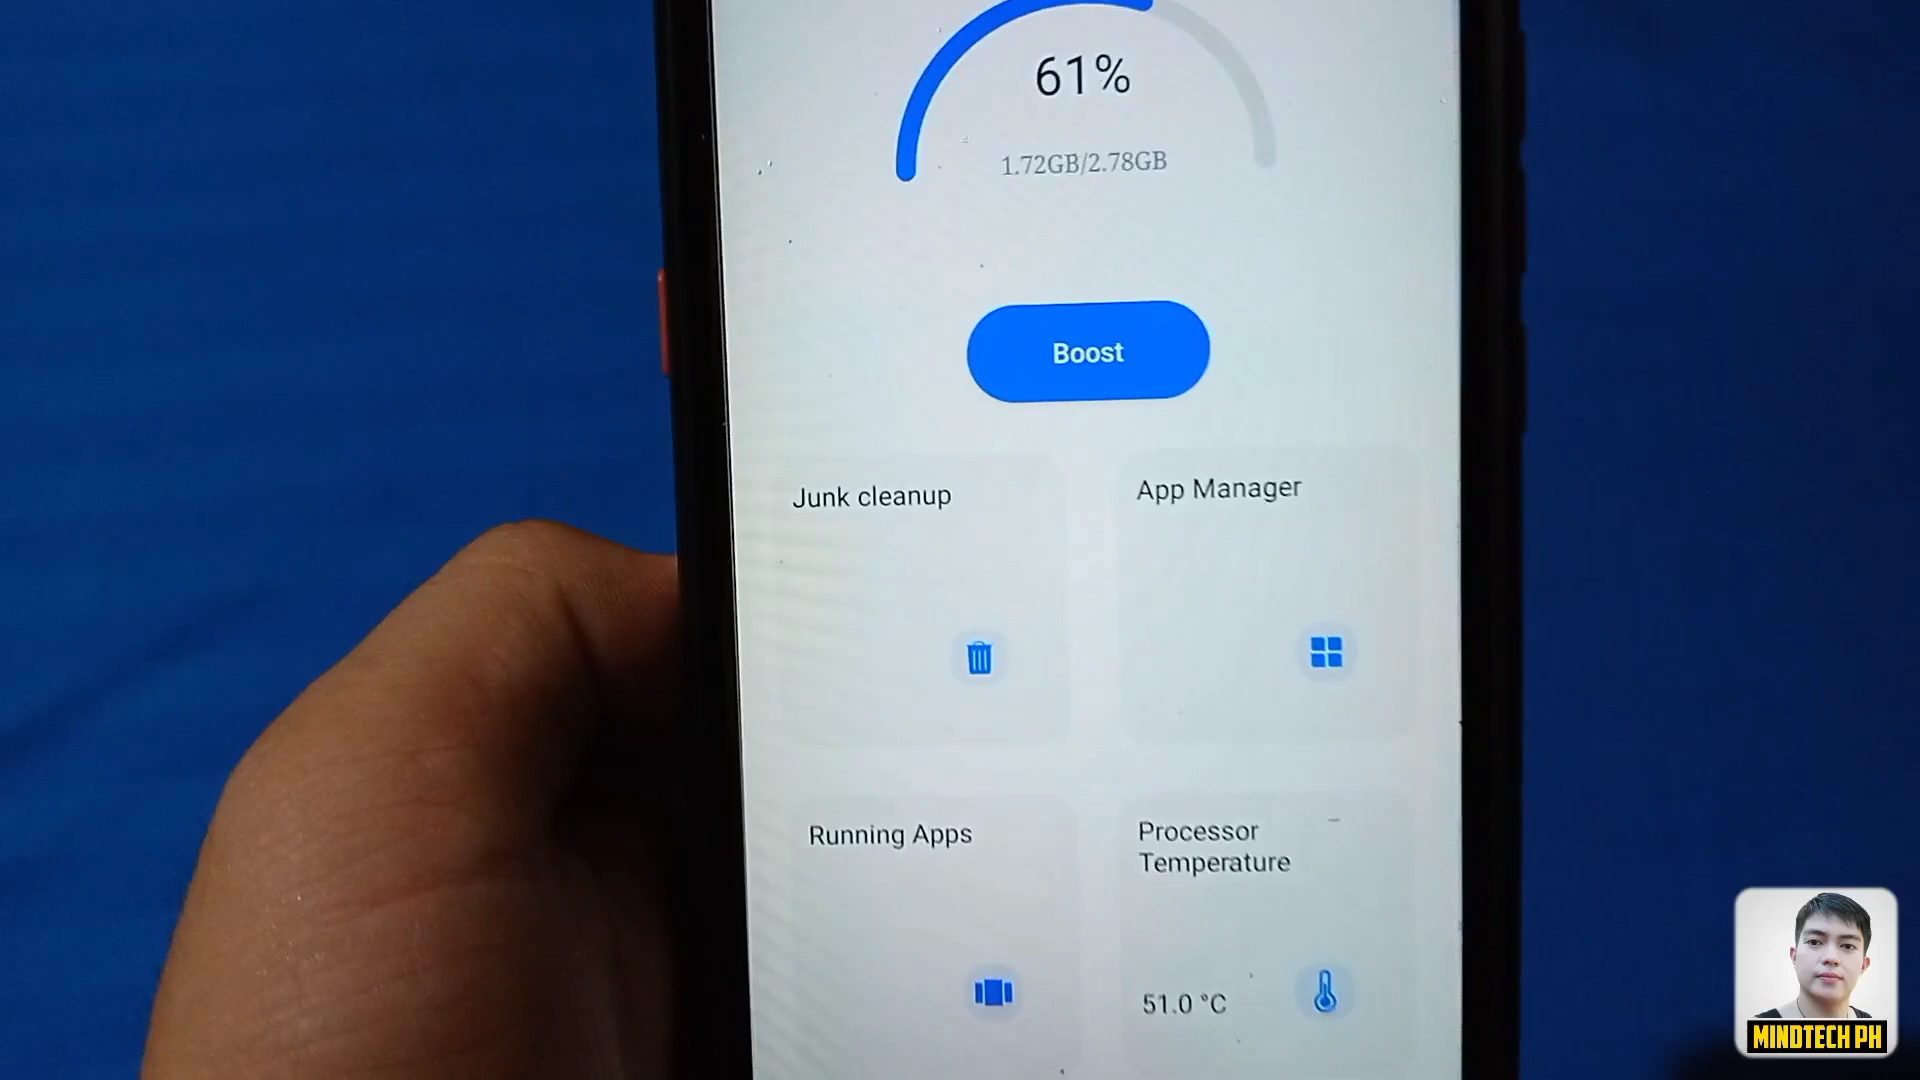 61%
1.72GB/2.78GB
Boost
Junk cleanup
App Manager
Running Apps
Processor
Temperature
51.0 °C
MINDTECH PH